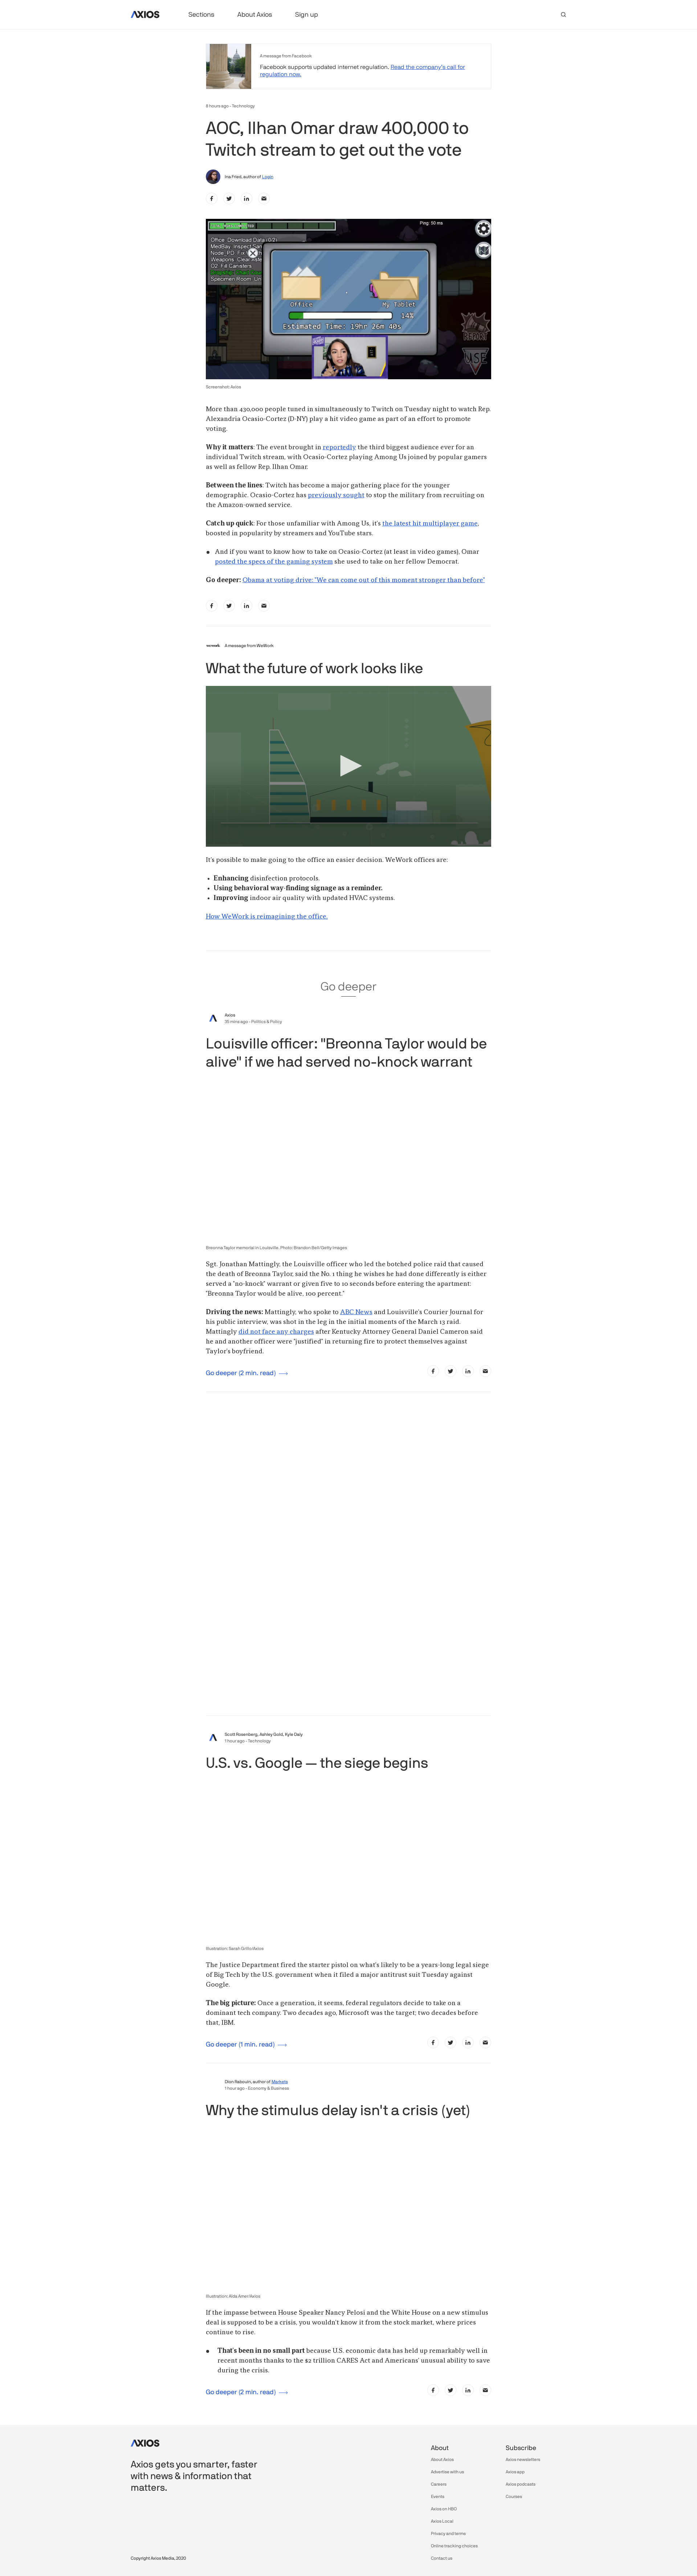 AXIOS
Sections
About Axios
Sign up
A message from Facebook
Facebook supports updated internet regulation. Read the company's call for
regulation now.
8 hours ago - Technology
AOC, Ilhan Omar draw 400,000 to
Twitch stream to get out the vote
Ina Fried, author of Login
Ping: 50 ms
Office: Download Data (0/2)
Office
My Tablet
14%
Estimated Time: 19hr 26m 40s
REPORT
USE
Screenshot: Axios
More than 430,000 people tuned in simultaneously to Twitch on Tuesday night to watch Rep.
Alexandria Ocasio-Cortez (D-NY) play a hit video game as part of an effort to promote
voting.
Why it matters: The event brought in reportedly the third biggest audience ever for an
individual Twitch stream, with Ocasio-Cortez playing Among Us joined by popular gamers
as well as fellow Rep. Ilhan Omar.
Between the lines: Twitch has become a major gathering place for the younger
demographic. Ocasio-Cortez has previously sought to stop the military from recruiting on
the Amazon-owned service.
Catch up quick: For those unfamiliar with Among Us, it's the latest hit multiplayer game,
boosted in popularity by streamers and YouTube stars.
And if you want to know how to take on Ocasio-Cortez (at least in video games), Omar
posted the specs of the gaming system she used to take on her fellow Democrat.
Go deeper: Obama at voting drive: "We can come out of this moment stronger than before"
wework
A message from WeWork
What the future of work looks like
It's possible to make going to the office an easier decision. WeWork offices are:
Enhancing disinfection protocols.
Using behavioral way-finding signage as a reminder.
Improving indoor air quality with updated HVAC systems.
How WeWork is reimagining the office.
Go deeper
Axios
35 mins ago - Politics & Policy
Louisville officer: "Breonna Taylor would be
alive" if we had served no-knock warrant
Breonna Taylor memorial in Louisville. Photo: Brandon Bell/Getty Images
Sgt. Jonathan Mattingly, the Louisville officer who led the botched police raid that caused
the death of Breonna Taylor, said the No. 1 thing he wishes he had done differently is either
served a "no-knock" warrant or given five to 10 seconds before entering the apartment:
"Breonna Taylor would be alive, 100 percent."
Driving the news: Mattingly, who spoke to ABC News and Louisville's Courier Journal for
his public interview, was shot in the leg in the initial moments of the March 13 raid.
Mattingly did not face any charges after Kentucky Attorney General Daniel Cameron said
he and another officer were "justified" in returning fire to protect themselves against
Taylor's boyfriend.
Go deeper (2 min. read)
Scott Rosenberg, Ashley Gold, Kyle Daly
1 hour ago - Technology
U.S. vs. Google — the siege begins
Illustration: Sarah Grillo/Axios
The Justice Department fired the starter pistol on what's likely to be a years-long legal siege
of Big Tech by the U.S. government when it filed a major antitrust suit Tuesday against
Google.
The big picture: Once a generation, it seems, federal regulators decide to take on a
dominant tech company. Two decades ago, Microsoft was the target; two decades before
that, IBM.
Go deeper (1 min. read)
Dion Rabouin, author of Markets
1 hour ago - Economy & Business
Why the stimulus delay isn't a crisis (yet)
Illustration: Aïda Amer/Axios
If the impasse between House Speaker Nancy Pelosi and the White House on a new stimulus
deal is supposed to be a crisis, you wouldn't know it from the stock market, where prices
continue to rise.
That's been in no small part because U.S. economic data has held up remarkably well in
recent months thanks to the $2 trillion CARES Act and Americans' unusual ability to save
during the crisis.
Go deeper (2 min. read)
AXIOS
Axios gets you smarter, faster
with news & information that
matters.
About
About Axios
Advertise with us
Careers
Events
Axios on HBO
Axios Local
Privacy and terms
Online tracking choices
Contact us
Subscribe
Axios newsletters
Axios app
Axios podcasts
Courses
Copyright Axios Media, 2020